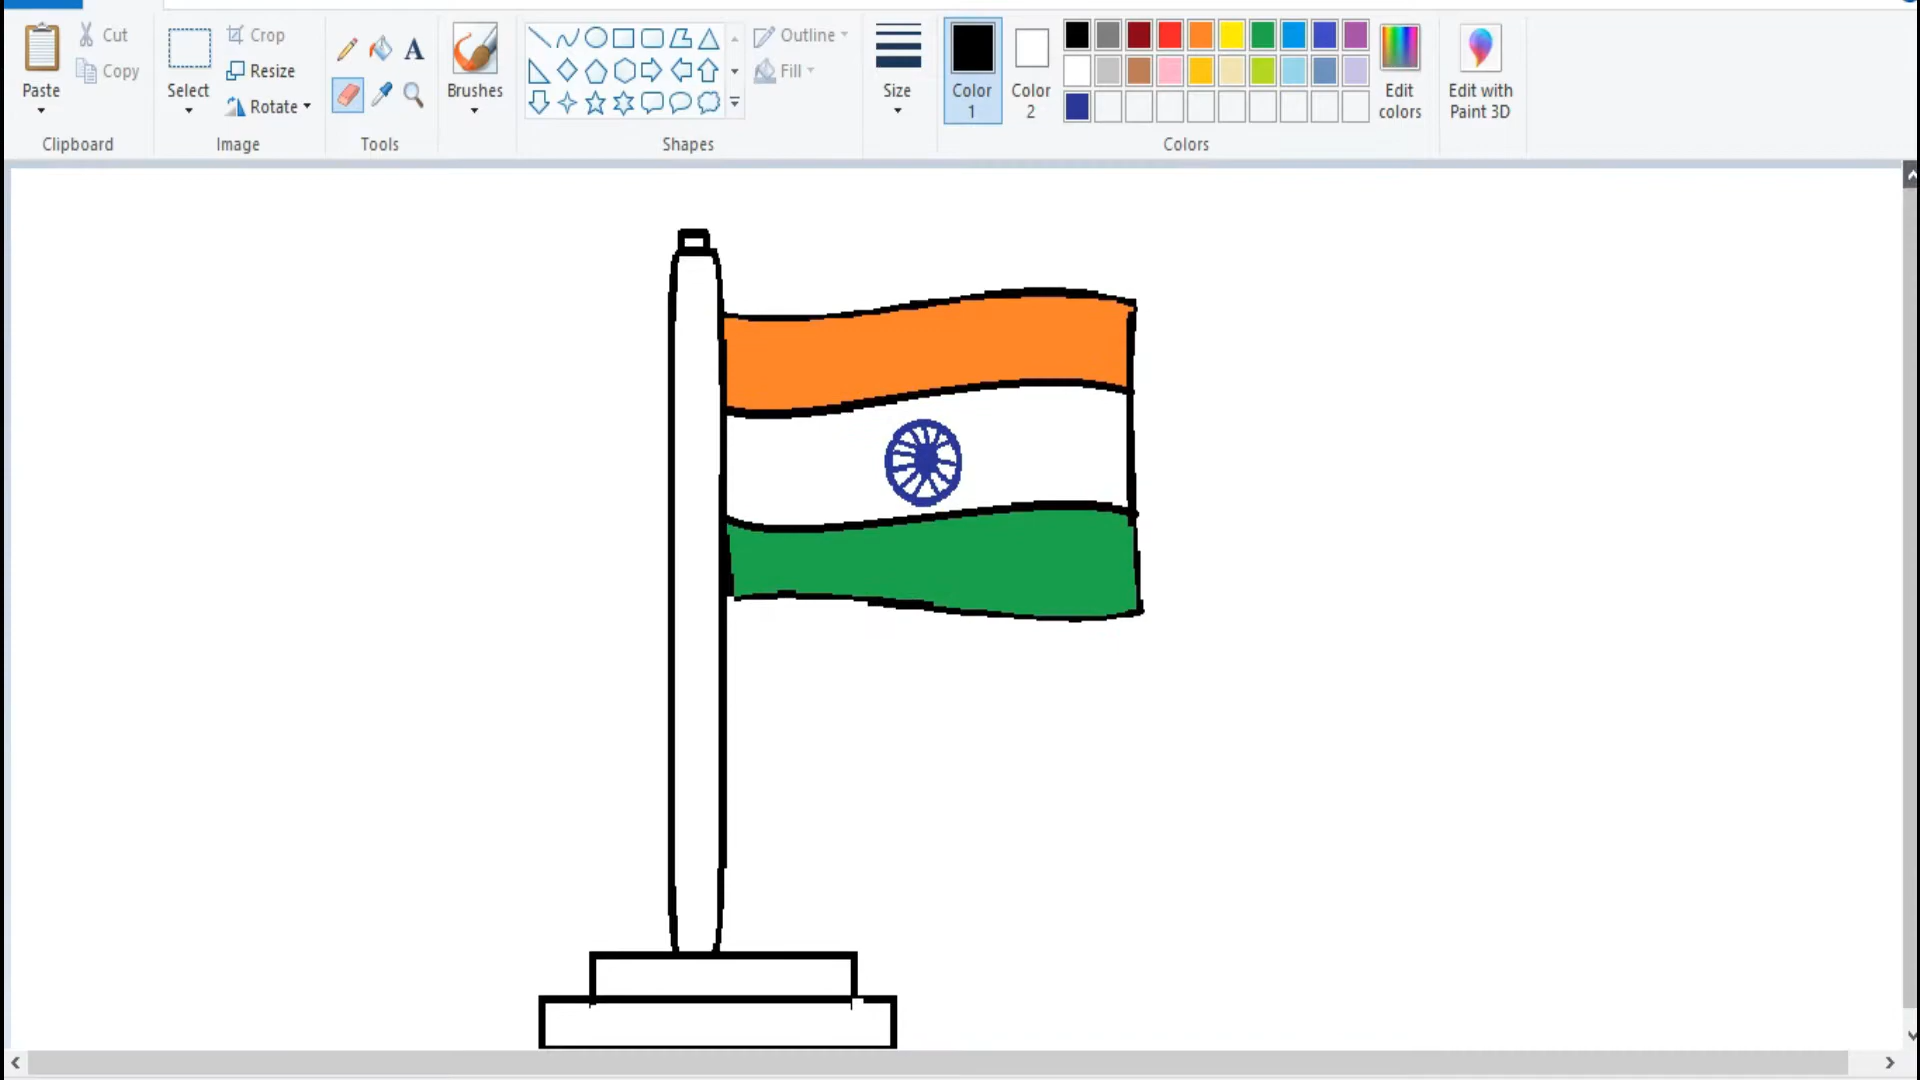 Paste
Cut
Copy
Clipboard
Select
Crop
Resize
Rotate
Image
A
Tools
Brushes
Shapes
Outline
Fill
Size
Color
1
Color
2
Colors
Edit
colors
Edit with
Paint 3D